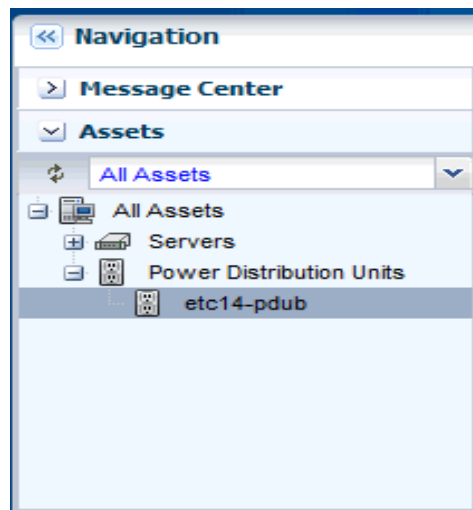 Navigation
Message Center
Assets
All Assets
All Assets
Servers
Power Distribution Units
etc14-pdub